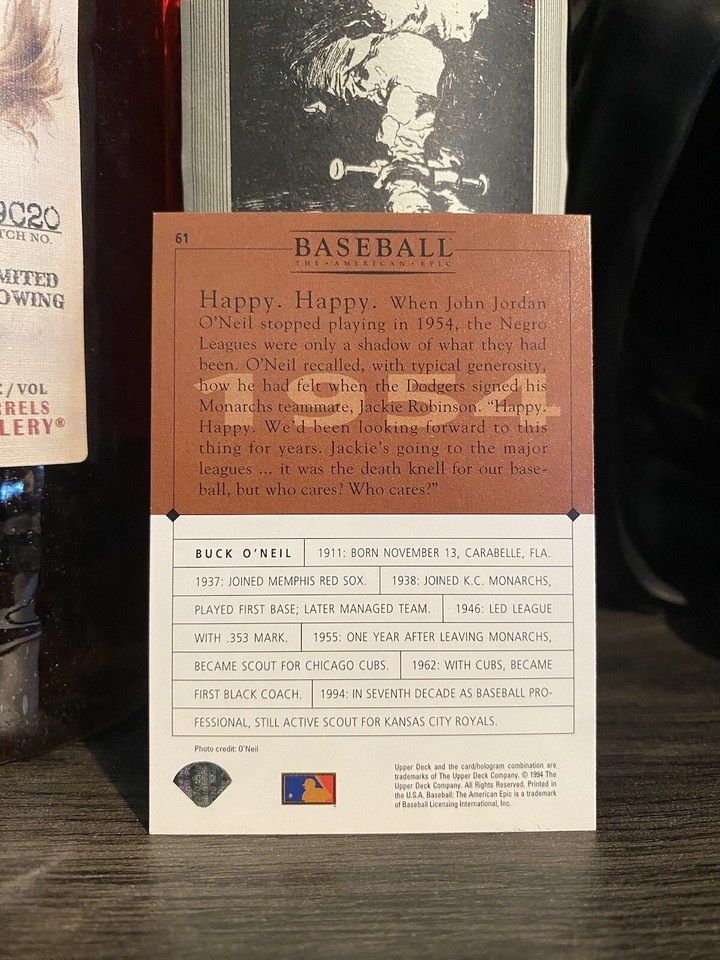 9C20
TCH NO.
MITED
OWING
/ VOL
RRELS
LERY®
61
BASEBALL
THE • AMERICAN • EPIC
1954
Happy. Happy. When John Jordan
O'Neil stopped playing in 1954, the Negro
Leagues were only a shadow of what they had
been. O'Neil recalled, with typical generosity,
how he had felt when the Dodgers signed his
Monarchs teammate, Jackie Robinson. “Happy.
Happy. We'd been looking forward to this
thing for years. Jackie's going to the major
leagues ... it was the death knell for our base-
ball, but who cares? Who cares?”
BUCK O'NEIL 1911: BORN NOVEMBER 13, CARABELLE, FLA.
1937: JOINED MEMPHIS RED SOX. 1938: JOINED K.C. MONARCHS,
PLAYED FIRST BASE; LATER MANAGED TEAM. 1946: LED LEAGUE
WITH .353 MARK. 1955: ONE YEAR AFTER LEAVING MONARCHS,
BECAME SCOUT FOR CHICAGO CUBS. 1962: WITH CUBS, BECAME
FIRST BLACK COACH. 1994: IN SEVENTH DECADE AS BASEBALL PRO-
FESSIONAL, STILL ACTIVE SCOUT FOR KANSAS CITY ROYALS.
Photo credit: O'Neil
Upper Deck and the card/hologram combination are
trademarks of The Upper Deck Company. © 1994 The
Upper Deck Company. All Rights Reserved. Printed in
the U.S.A. Baseball; The American Epic is a trademark
of Baseball Licensing International, Inc.